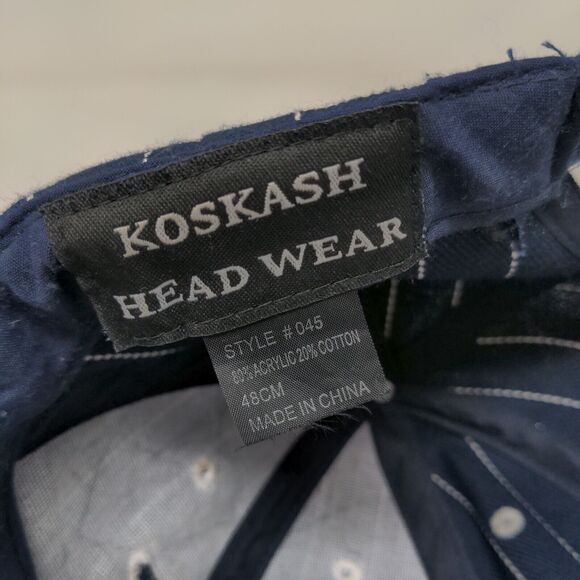 KOSKASH
HEAD WEAR
STYLE # 045
80%ACRYLIC 20% COTTON
48CM
MADE IN CHINA